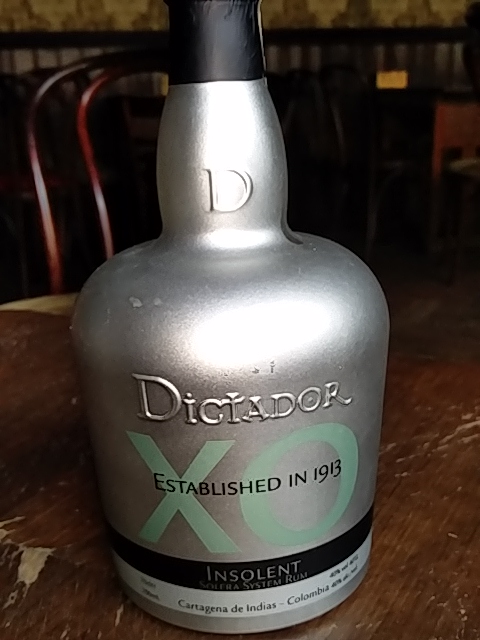 D
DICTADOR
XO
ESTABLISHED IN 1913
INSOLENT
SOLERA SYSTEM RUM
Cartagena de Indias - Colombia